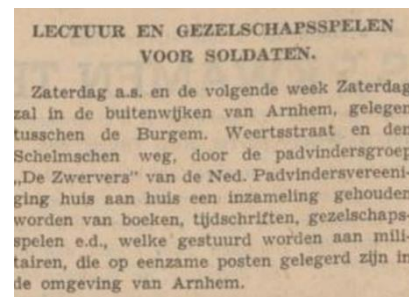 LECTUUR EN GEZELSCHAPSSPELEN
VOOR SOLDATEN.
Zaterdag a.s. en de volgende week Zaterdag
zal in de buitenwijken van Arnhem, gelegen
tusschen de Burgem. Weertsstraat en den
Schelmschen weg, door de padvindersgroep
„De Zwervers" van de Ned. Padvindersvereeni-
ging huis aan huis een inzameling gehouden
worden van boeken, tijdschriften, gezelschaps-
spelen e.d., welke gestuurd worden aan mili-
tairen, die op eenzame posten gelegerd zijn in
de omgeving van Arnhem.